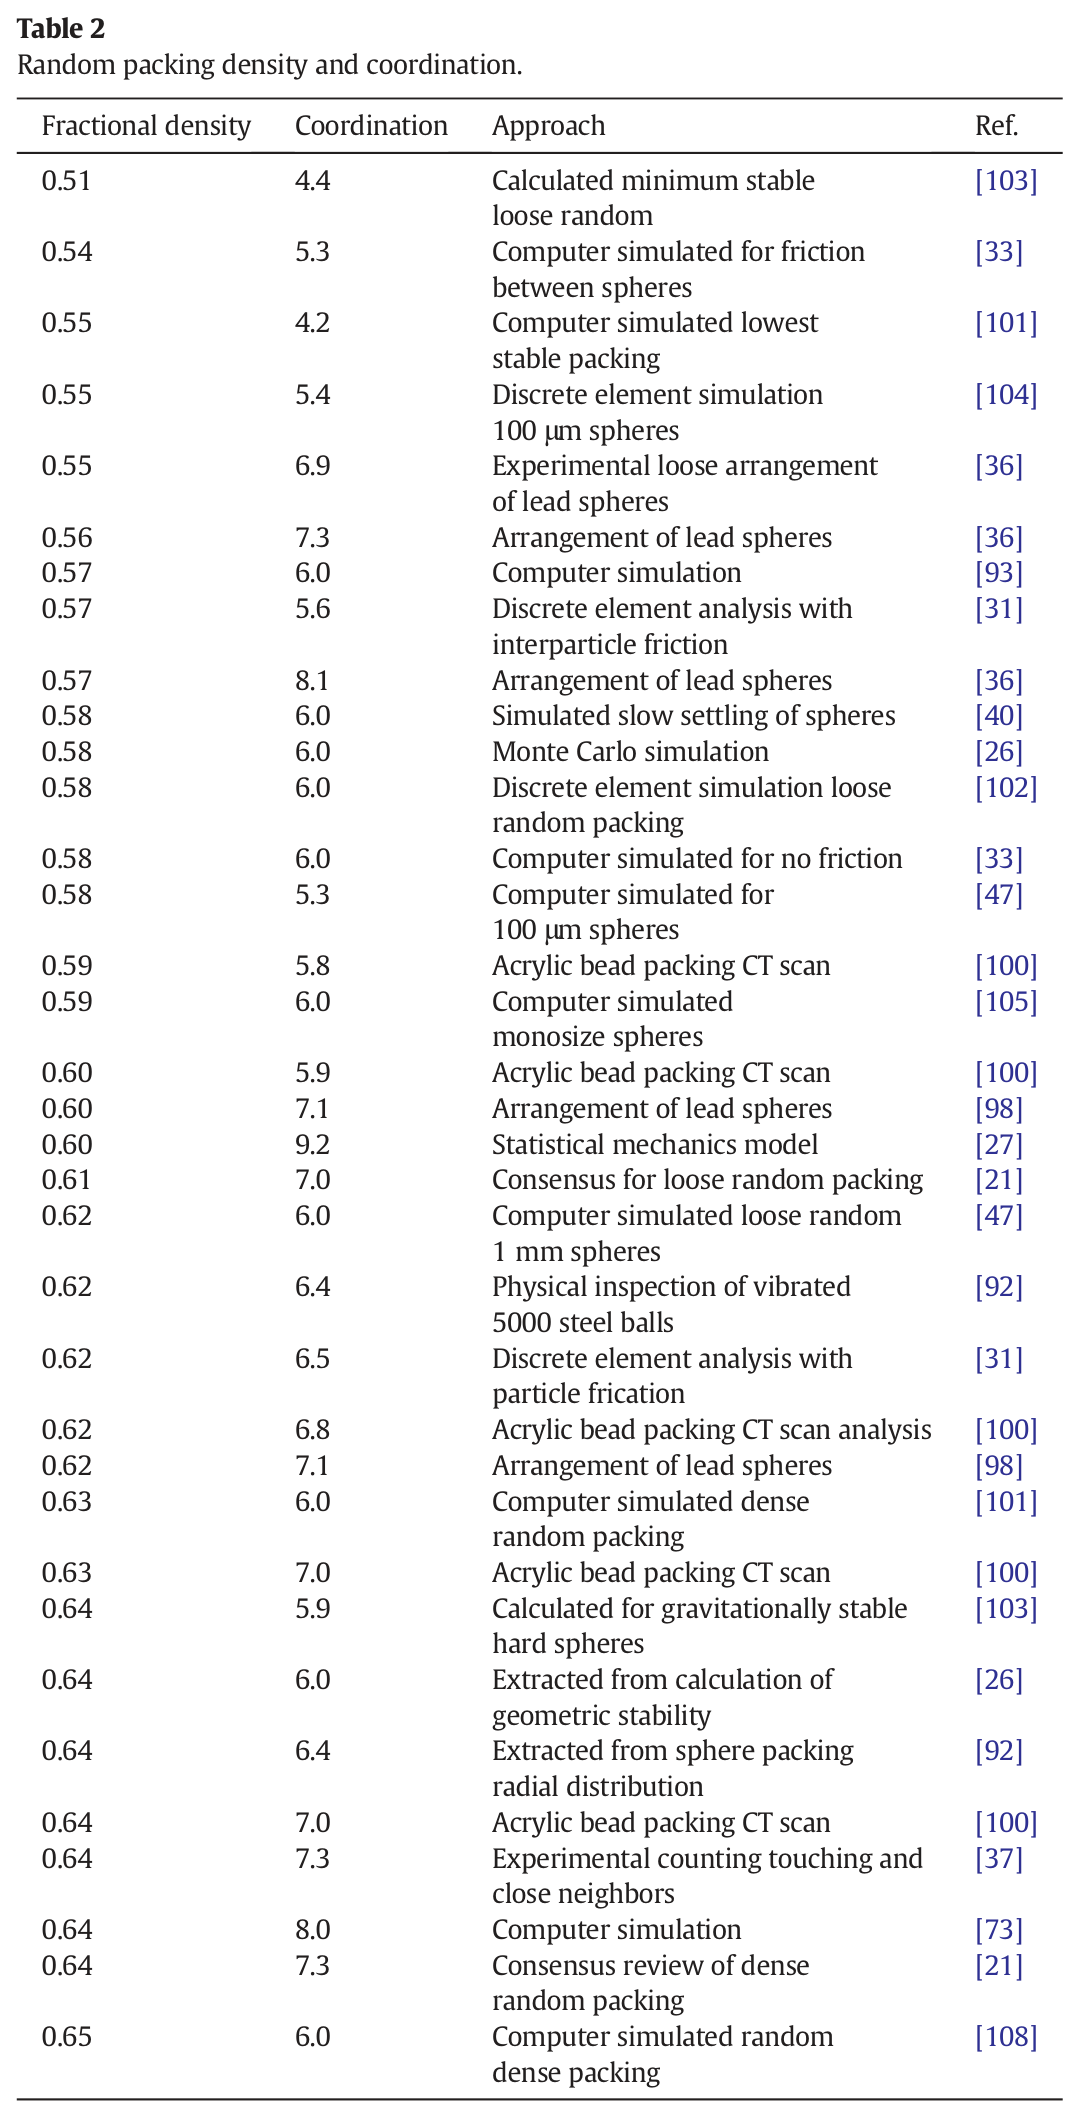 Table 2
Random packing density and coordination.
Fractional density Coordination Approach Ref.
0.51 4.4 Calculated minimum stable [103]
loose random
0.54 5.3 Computer simulated for friction [33]
between spheres
0.55 4.2 Computer simulated lowest [101]
stable packing
0.55 5.4 Discrete element simulation [104]
100 μm spheres
0.55 6.9 Experimental loose arrangement [36]
of lead spheres
0.56 7.3 Arrangement of lead spheres [36]
0.57 6.0 Computer simulation [93]
0.57 5.6 Discrete element analysis with [31]
interparticle friction
0.57 8.1 Arrangement of lead spheres [36]
0.58 6.0 Simulated slow settling of spheres [40]
0.58 6.0 Monte Carlo simulation [26]
0.58 6.0 Discrete element simulation loose [102]
random packing
0.58 6.0 Computer simulated for no friction [33]
0.58 5.3 Computer simulated for [47]
100 μm spheres
0.59 5.8 Acrylic bead packing CT scan [100]
0.59 6.0 Computer simulated [105]
monosize spheres
0.60 5.9 Acrylic bead packing CT scan [100]
0.60 7.1 Arrangement of lead spheres [98]
0.60 9.2 Statistical mechanics model [27]
0.61 7.0 Consensus for loose random packing [21]
0.62 6.0 Computer simulated loose random [47]
1 mm spheres
0.62 6.4 Physical inspection of vibrated [92]
5000 steel balls
0.62 6.5 Discrete element analysis with [31]
particle frication
0.62 6.8 Acrylic bead packing CT scan analysis [100]
0.62 7.1 Arrangement of lead spheres [98]
0.63 6.0 Computer simulated dense [101]
random packing
0.63 7.0 Acrylic bead packing CT scan [100]
0.64 5.9 Calculated for gravitationally stable [103]
hard spheres
0.64 6.0 Extracted from calculation of [26]
geometric stability
0.64 6.4 Extracted from sphere packing [92]
radial distribution
0.64 7.0 Acrylic bead packing CT scan [100]
0.64 7.3 Experimental counting touching and [37]
close neighbors
0.64 8.0 Computer simulation [73]
0.64 7.3 Consensus review of dense [21]
random packing
0.65 6.0 Computer simulated random [108]
dense packing